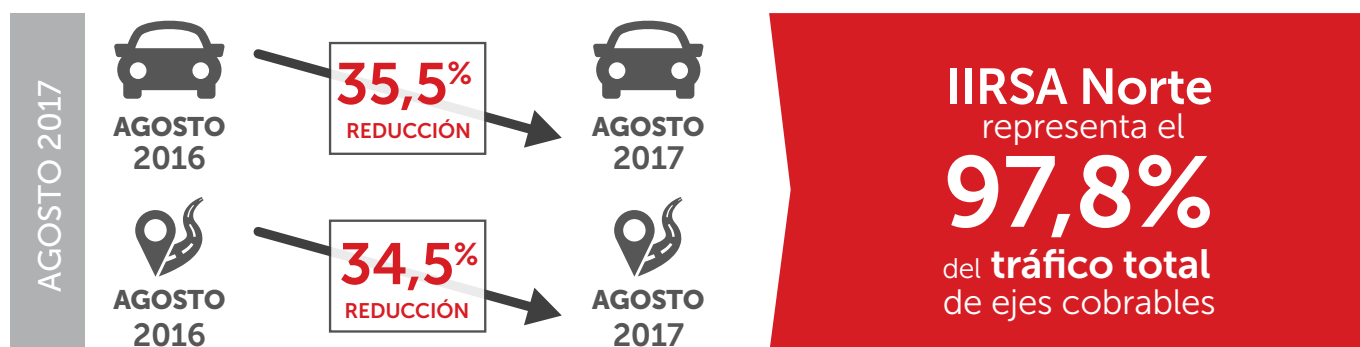 AGOSTO 2017
AGOSTO
2016
35,5%
REDUCCIÓN
AGOSTO
2017
AGOSTO
2016
34,5%
REDUCCIÓN
AGOSTO
2017
IIRSA Norte
representa el
97,8%
del tráfico total
de ejes cobrables